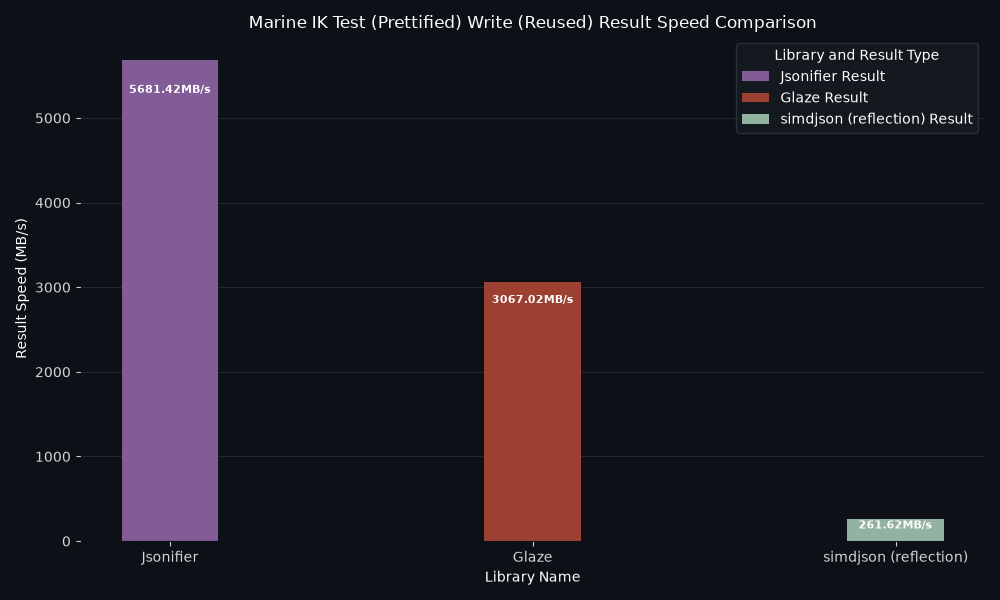 Marine IK Test (Prettified) Write (Reused) Result Speed Comparison
Library and Result Type
Jsonifier Result
Glaze Result
simdjson (reflection) Result
5681.42MB/s
3067.02MB/s
261.62MB/s
Result Speed (MB/s)
5000
4000
3000
2000
1000
0
Jsonifier
Glaze
simdjson (reflection)
Library Name